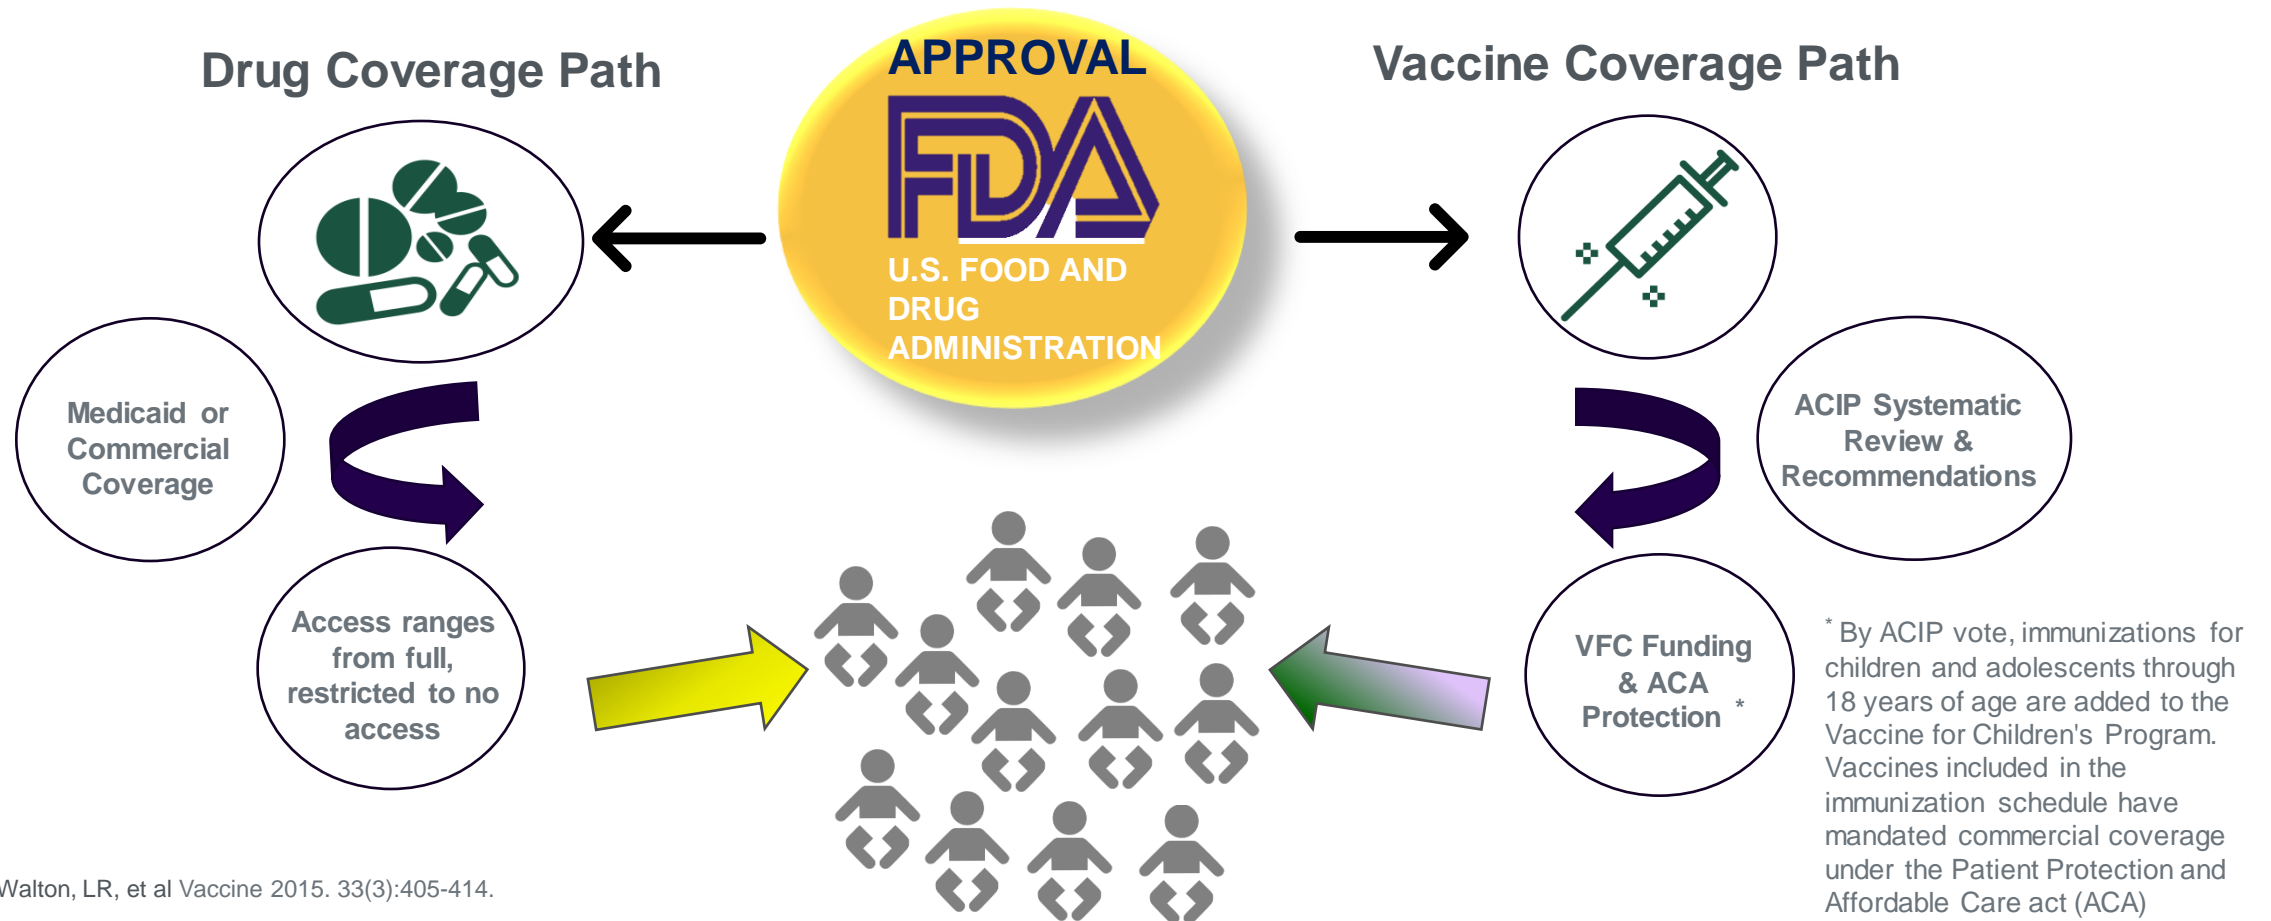 Drug Coverage Path
APPROVAL
FDA
U.S. FOOD AND
DRUG
ADMINISTRATION
Vaccine Coverage Path
Medicaid or
Commercial
Coverage
Access ranges
from full,
restricted to no
access
ACIP Systematic
Review &
Recommendations
VFC Funding
& ACA
Protection *
* By ACIP vote, immunizations for
children and adolescents through
18 years of age are added to the
Vaccine for Children's Program.
Vaccines included in the
immunization schedule have
mandated commercial coverage
under the Patient Protection and
Affordable Care act (ACA)
Walton, LR, et al Vaccine 2015. 33(3):405-414.